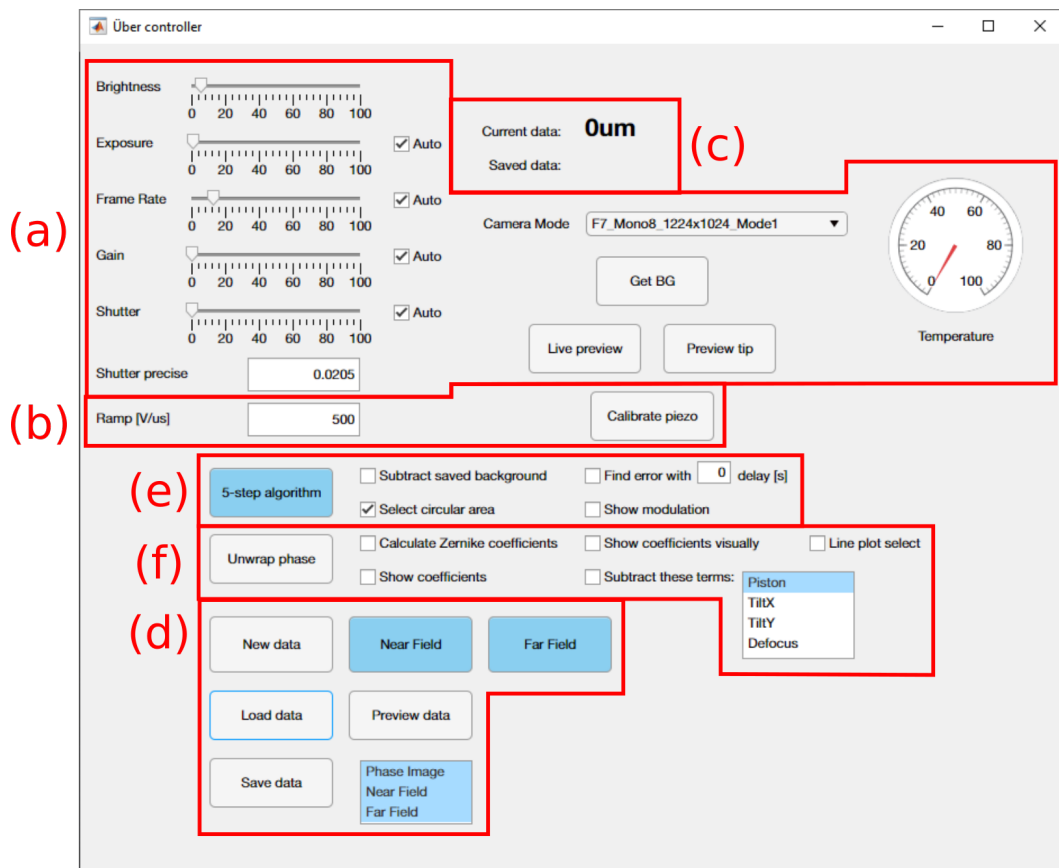 Über controller
(a)
Brightness
0 20 40 60 80 100
Exposure
0 20 40 60 80 100
Auto
Frame Rate
0 20 40 60 80 100
Auto
Gain
0 20 40 60 80 100
Auto
Shutter
0 20 40 60 80 100
Auto
Shutter precise 0.0205
(c)
Current data: 0um
Saved data:
Camera Mode F7_Mono8_1224x1024_Mode1
Get BG
Live preview Preview tip
0 20 40 60 80 100
Temperature
(b)
Ramp [V/us] 500 Calibrate piezo
(e)
5-step algorithm
Subtract saved background Find error with 0 delay [s]
Select circular area Show modulation
(f)
Unwrap phase
Calculate Zernike coefficients Show coefficients visually Line plot select
Show coefficients Subtract these terms:
Piston
TiltX
TiltY
Defocus
(d)
New data Near Field Far Field
Load data Preview data
Save data
Phase Image
Near Field
Far Field